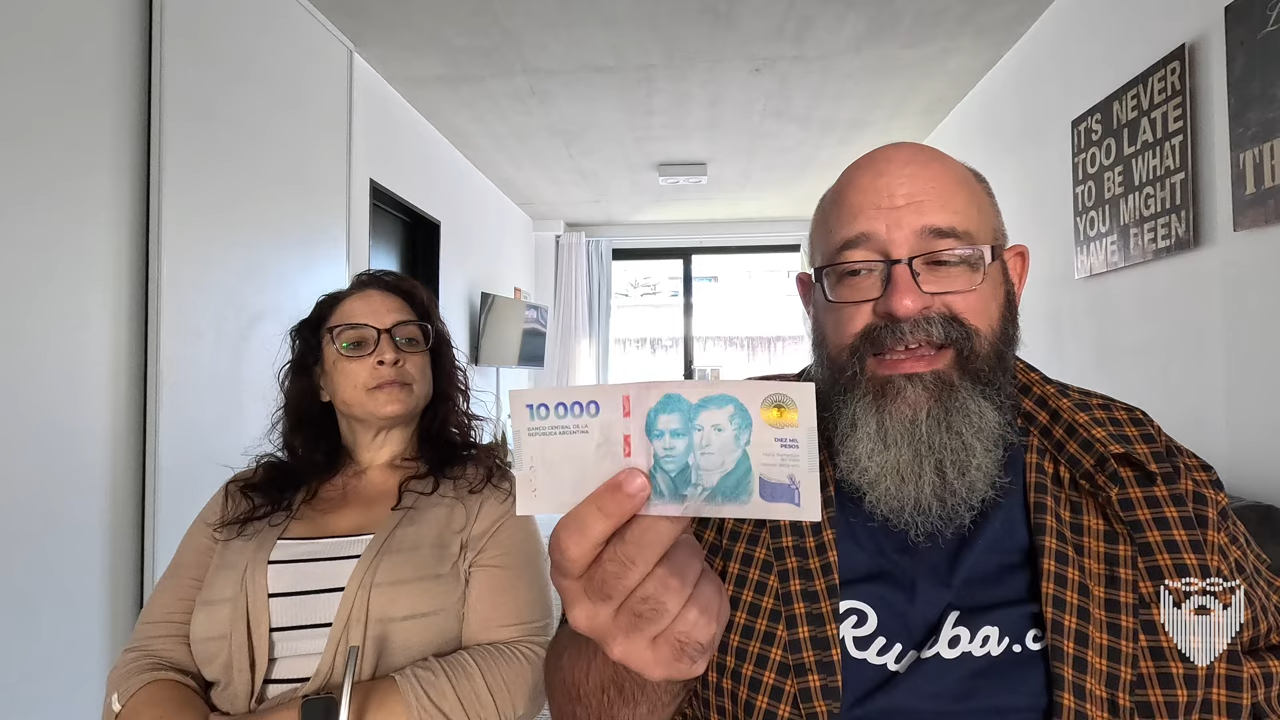 IT'S NEVER
TOO LATE
TO BE WHAT
YOU MIGHT
HAVE BEEN
10 000
BANCO CENTRAL DE LA
REPÚBLICA ARGENTINA
DIEZ MIL
PESOS